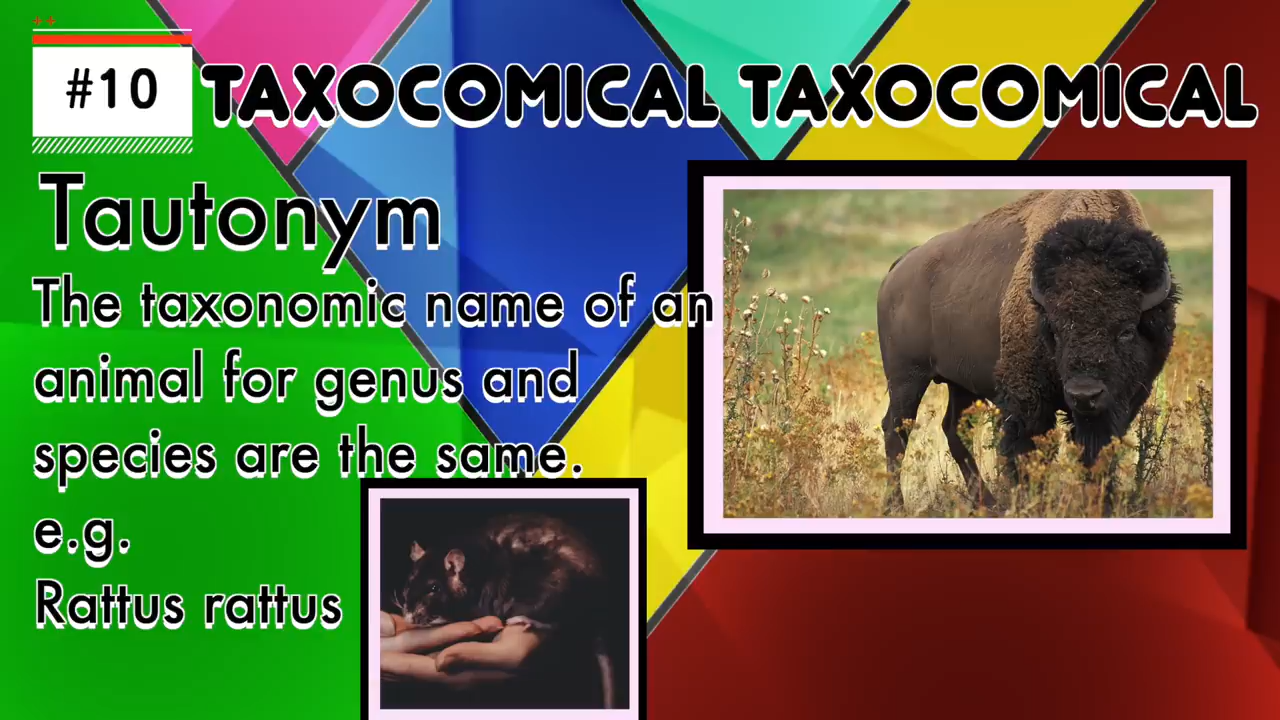 #10
TAXOCOMICAL TAXOCOMICAL
Tautonym
The taxonomic name of an
animal for genus and
species are the same.
e.g.
Rattus rattus